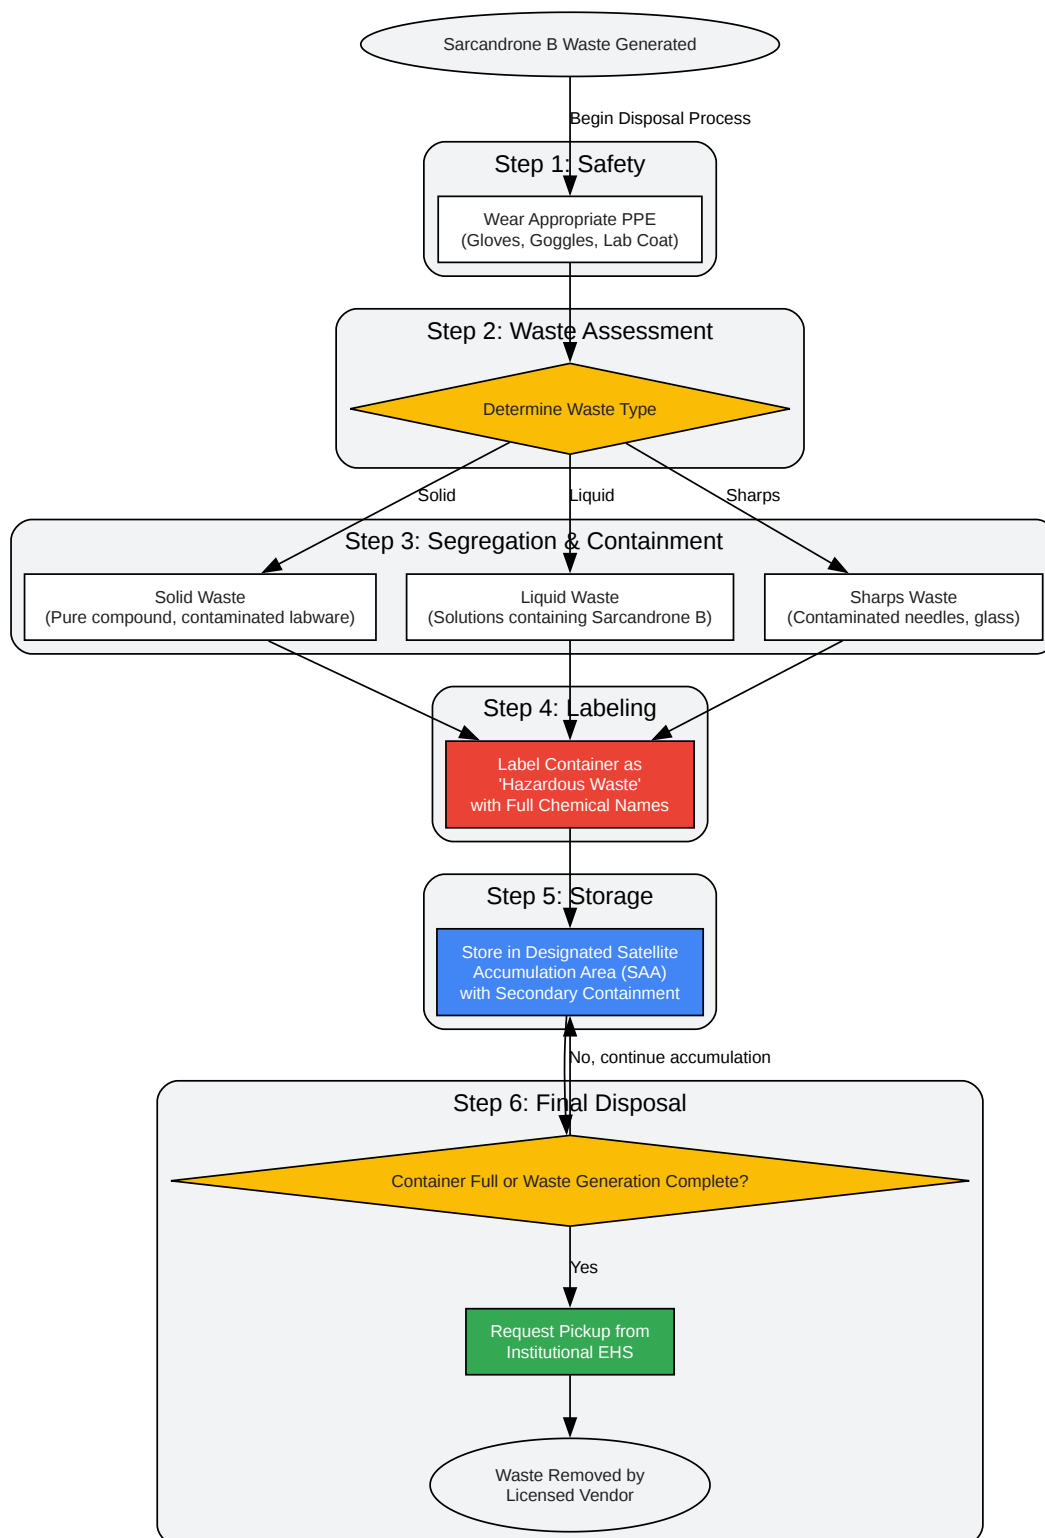 Sarcandrone B Waste Generated
Begin Disposal Process
Step 1: Safety
Wear Appropriate PPE
(Gloves, Goggles, Lab Coat)
Step 2: Waste Assessment
Determine Waste Type
Solid
Liquid
Sharps
Step 3: Segregation & Containment
Solid Waste
(Pure compound, contaminated labware)
Liquid Waste
(Solutions containing Sarcandrone B)
Sharps Waste
(Contaminated needles, glass)
Step 4: Labeling
Label Container as
'Hazardous Waste'
with Full Chemical Names
Step 5: Storage
Store in Designated Satellite
Accumulation Area (SAA)
with Secondary Containment
No, continue accumulation
Step 6: Final Disposal
Container Full or Waste Generation Complete?
Yes
Request Pickup from
Institutional EHS
Waste Removed by
Licensed Vendor